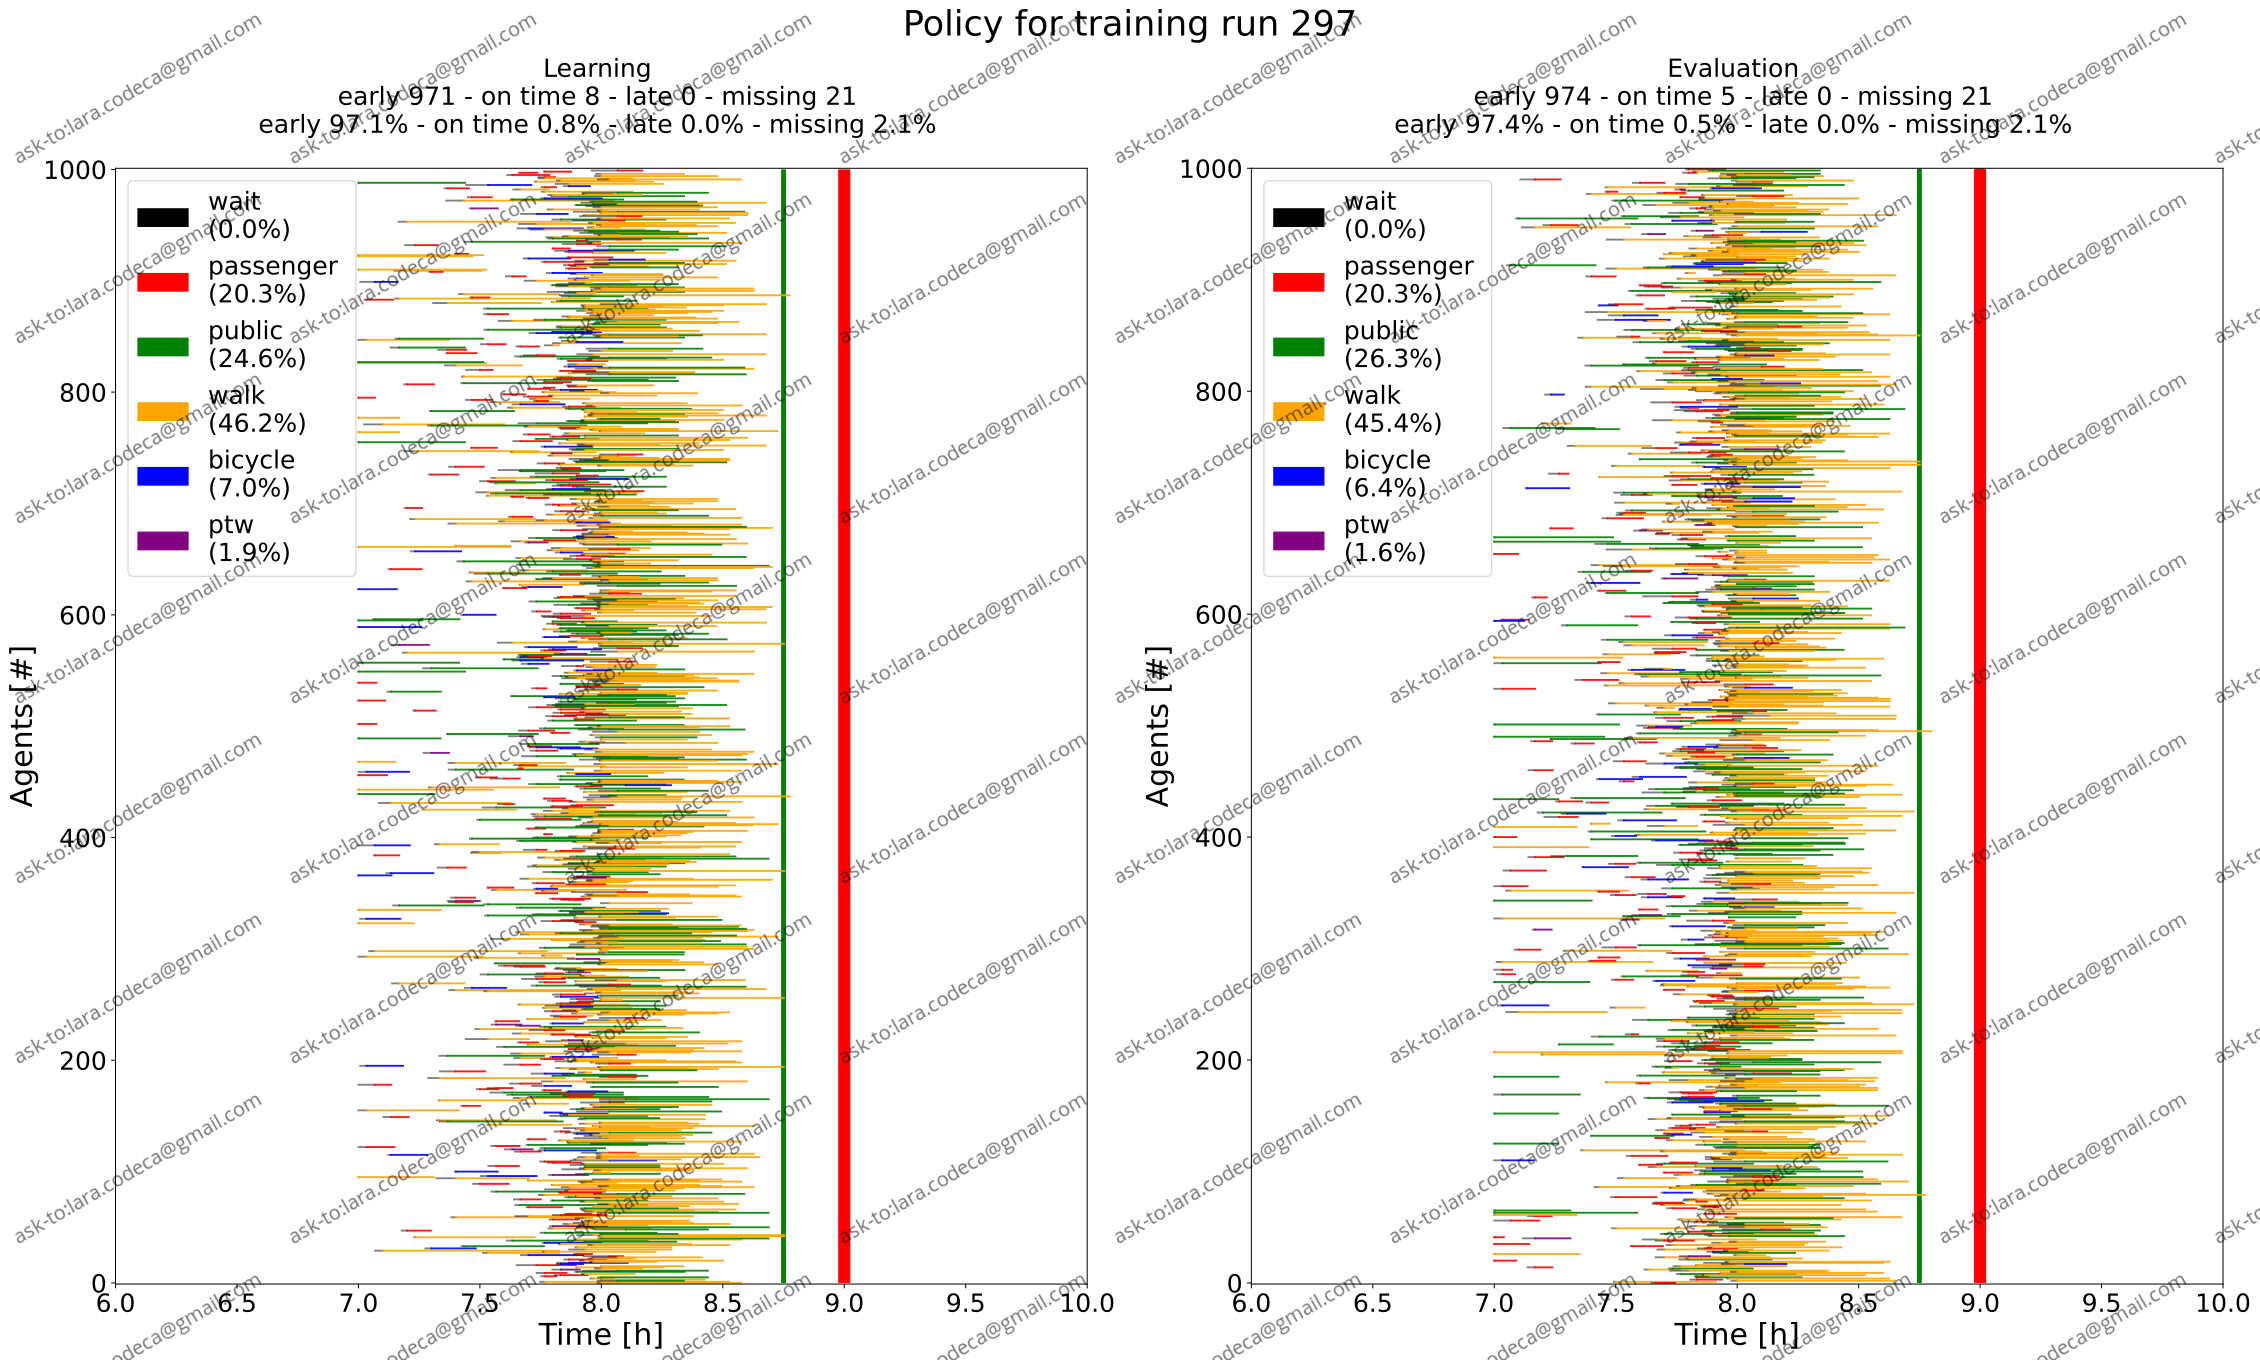 Policy for training run 297
Learning
early 971 - on time 8 - late 0 - missing 21
early 97.1% - on time 0.8% - late 0.0% - missing 2.1%
1000
800
600
400
200
0
Agents [#]
wait
(0.0%)
passenger
(20.3%)
public
(24.6%)
walk
(46.2%)
bicycle
(7.0%)
ptw
(1.9%)
6.0 6.5 7.0 7.5 8.0 8.5 9.0 9.5 10.0
Time [h]
Evaluation
early 974 - on time 5 - late 0 - missing 21
early 97.4% - on time 0.5% - late 0.0% - missing 2.1%
1000
800
600
400
200
0
Agents [#]
wait
(0.0%)
passenger
(20.3%)
public
(26.3%)
walk
(45.4%)
bicycle
(6.4%)
ptw
(1.6%)
6.0 6.5 7.0 7.5 8.0 8.5 9.0 9.5 10.0
Time [h]
ask-to:lara.codeca@gmail.com